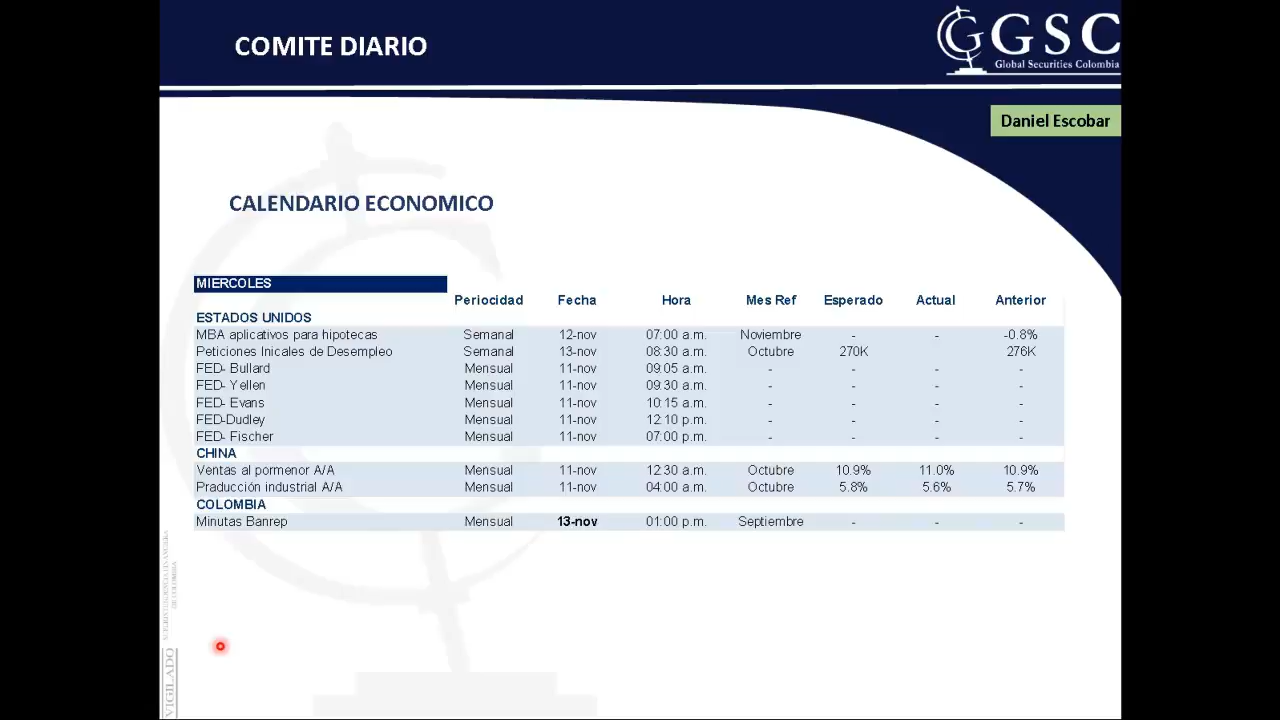 COMITE DIARIO
GGSC
Global Securities Colombia
Daniel Escobar
CALENDARIO ECONOMICO
MIERCOLES
Periocidad Fecha Hora Mes Ref Esperado Actual Anterior
ESTADOS UNIDOS
MBA aplicativos para hipotecas Semanal 12-nov 07:00 a.m. Noviembre - - -0.8%
Peticiones Inicales de Desempleo Semanal 13-nov 08:30 a.m. Octubre 270K 276K
FED- Bullard Mensual 11-nov 09:05 a.m. - - - -
FED- Yellen Mensual 11-nov 09:30 a.m. - - - -
FED- Evans Mensual 11-nov 10:15 a.m. - - - -
FED-Dudley Mensual 11-nov 12:10 p.m. - - - -
FED- Fischer Mensual 11-nov 07:00 p.m. - - - -
CHINA
Ventas al pormenor A/A Mensual 11-nov 12:30 a.m. Octubre 10.9% 11.0% 10.9%
Praducción industrial A/A Mensual 11-nov 04:00 a.m. Octubre 5.8% 5.6% 5.7%
COLOMBIA
Minutas Banrep Mensual 13-nov 01:00 p.m. Septiembre - - -
VIGILADO